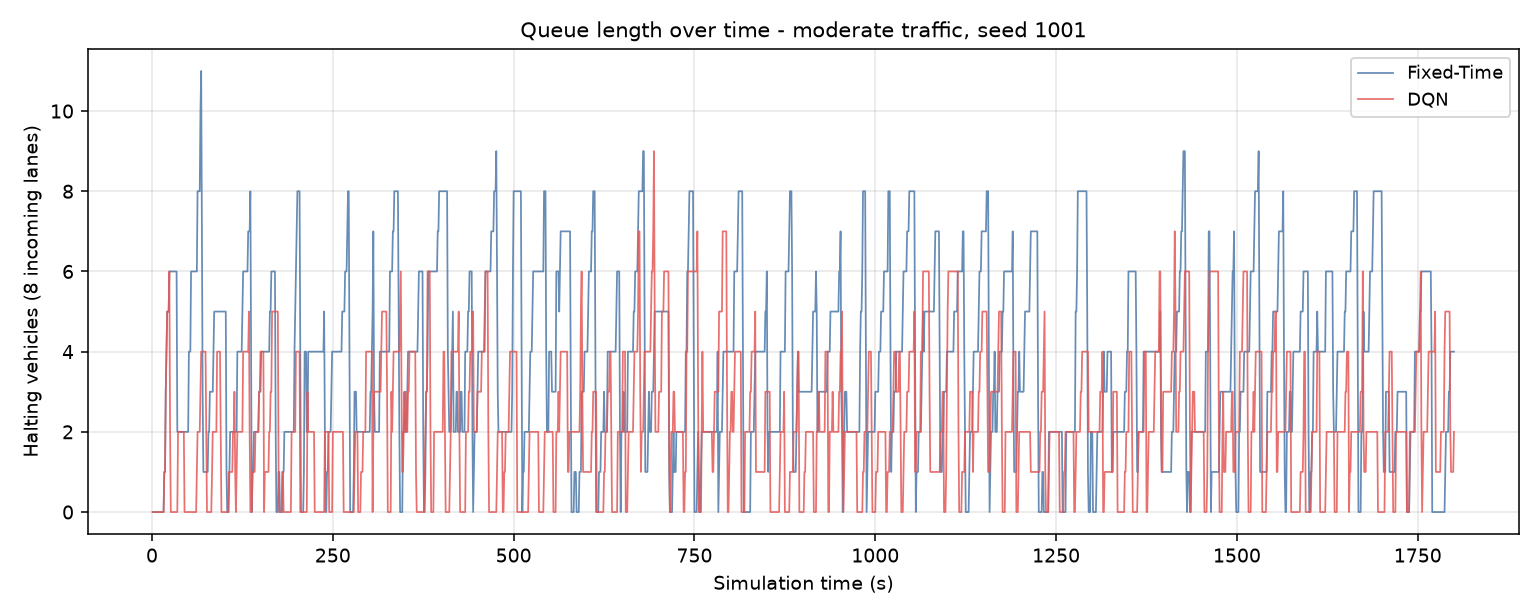 Queue length over time - moderate traffic, seed 1001
Fixed-Time
DQN
Halting vehicles (8 incoming lanes)
10
8
6
4
2
0
0 250 500 750 1000 1250 1500 1750
Simulation time (s)